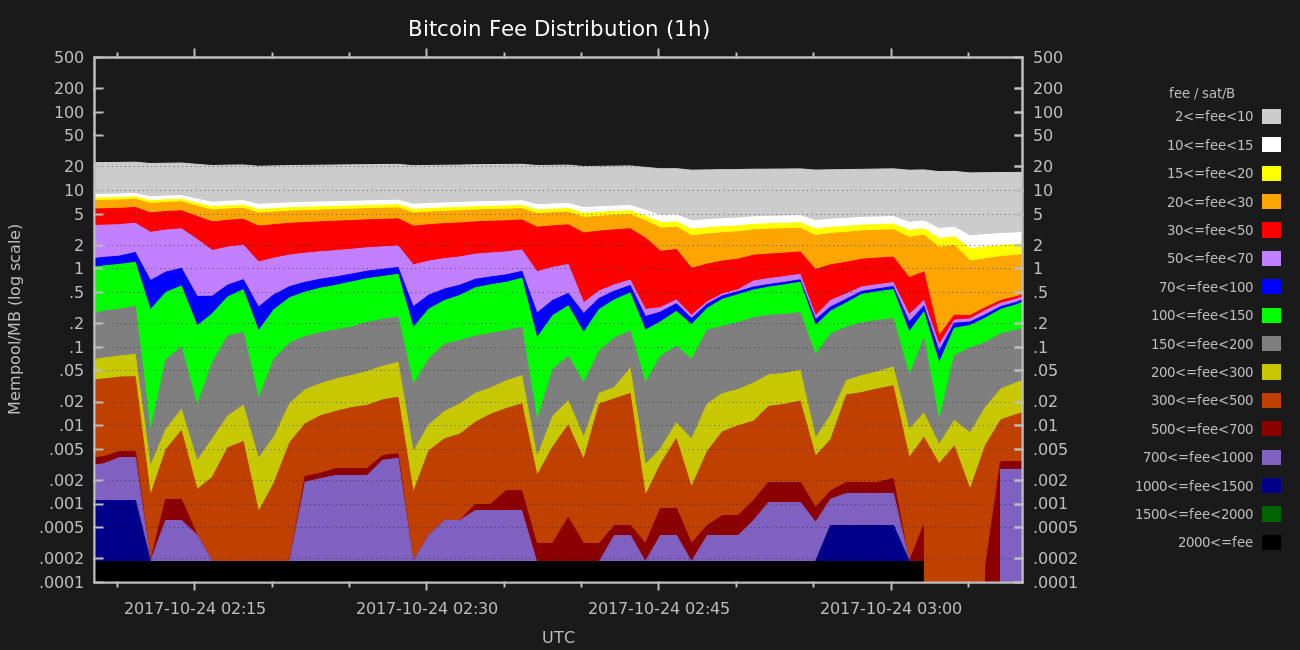 Bitcoin Fee Distribution (1h)
500 500
200 200
100 100
50 50
20 20
10 10
5 5
2 2
1 1
.5 .5
.2 .2
.1 .1
.05 .05
.02 .02
.01 .01
.005 .005
.002 .002
.001 .001
.0005 .0005
.0002 .0002
.0001 .0001
Mempool/MB (log scale)
2017-10-24 02:15 2017-10-24 02:30 2017-10-24 02:45 2017-10-24 03:00
UTC
fee / sat/B
2<=fee<10
10<=fee<15
15<=fee<20
20<=fee<30
30<=fee<50
50<=fee<70
70<=fee<100
100<=fee<150
150<=fee<200
200<=fee<300
300<=fee<500
500<=fee<700
700<=fee<1000
1000<=fee<1500
1500<=fee<2000
2000<=fee